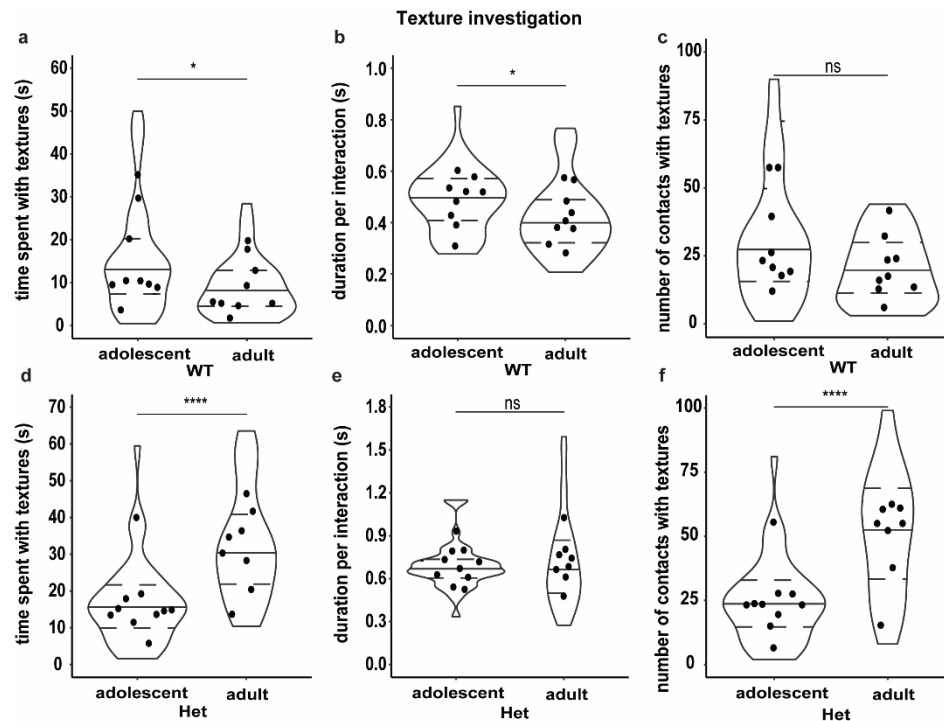 Texture investigation
a
time spent with textures (s)
60
50
40
30
20
10
0
*
adolescent adult
WT
b
duration per interaction (s)
1.0
0.8
0.6
0.4
0.2
0.0
*
adolescent adult
WT
c
number of contacts with textures
100
75
50
25
0
ns
adolescent adult
WT
d
time spent with textures (s)
70
60
50
40
30
20
10
0
****
adolescent adult
Het
e
duration per interaction (s)
1.8
1.5
1.2
0.9
0.6
0.3
0.0
ns
adolescent adult
Het
f
number of contacts with textures
100
75
50
25
0
****
adolescent adult
Het